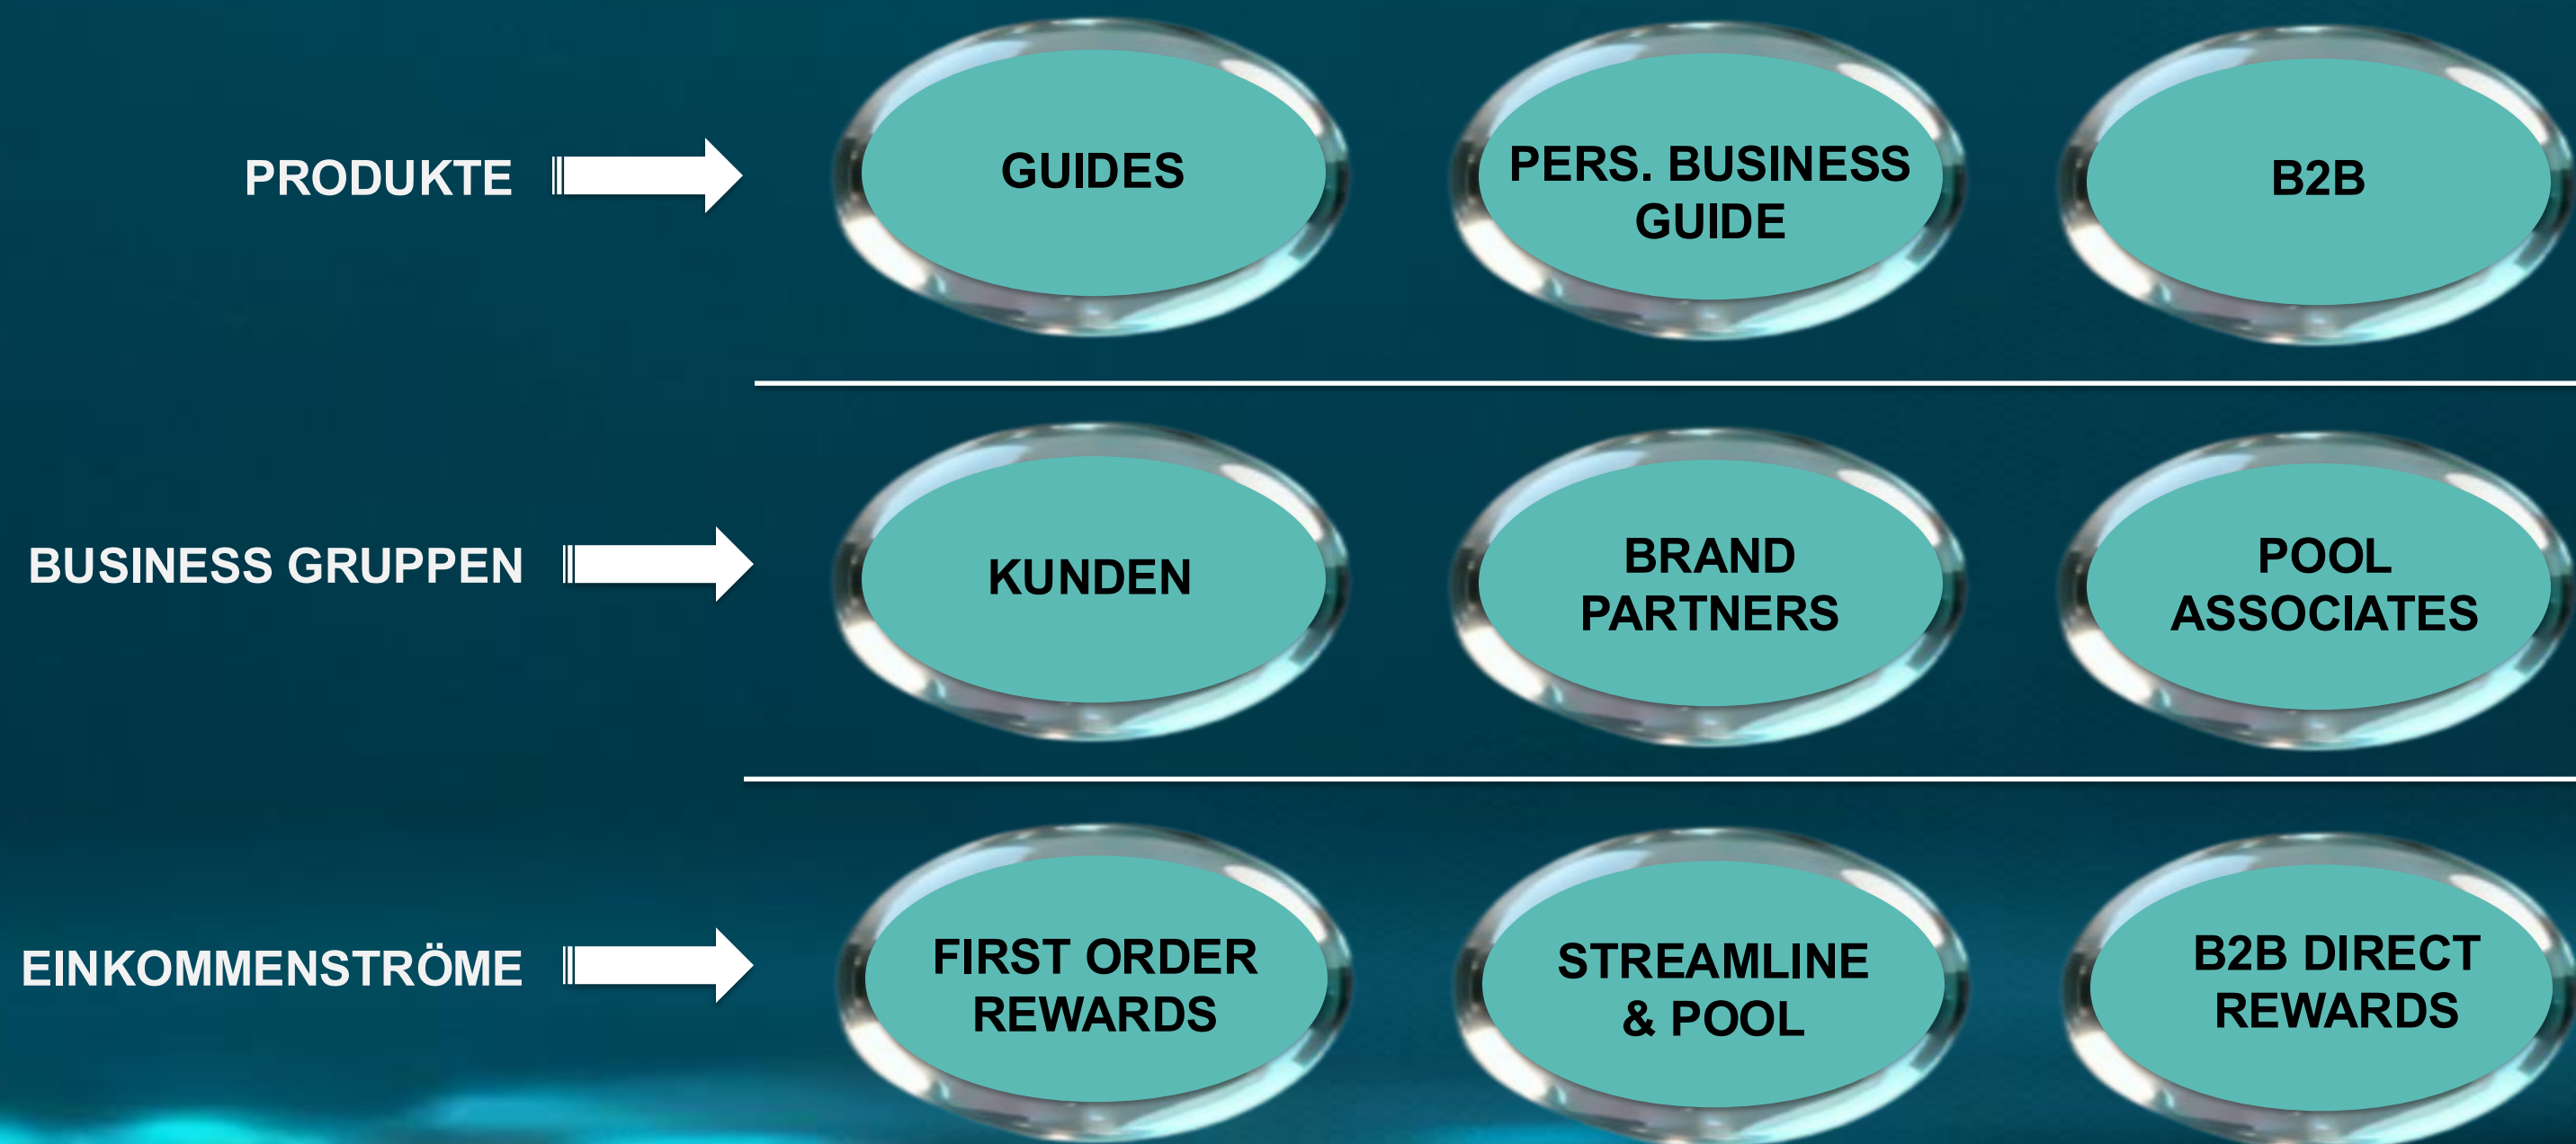 PRODUKTE
GUIDES
PERS. BUSINESS
GUIDE
B2B
BUSINESS GRUPPEN
KUNDEN
BRAND
PARTNERS
POOL
ASSOCIATES
EINKOMMENSTRÖME
FIRST ORDER
REWARDS
STREAMLINE
& POOL
B2B DIRECT
REWARDS